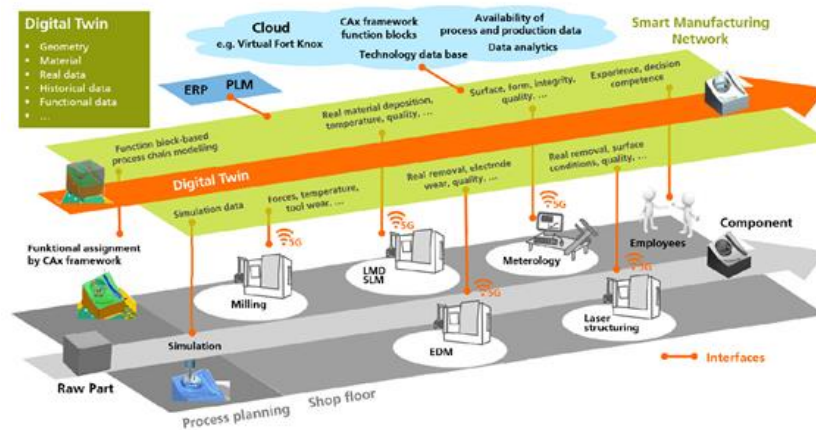 Digital Twin
• Geometry
• Material
• Real data
• Historical data
• Functional data
• ...
Cloud
e.g. Virtual Fort Knox
CAx framework
function blocks
Availability of
process and production data
Technology data base
Data analytics
Smart Manufacturing
Network
ERP PLM
Function block-based
process chain modelling
Real material deposition,
temperature, quality, ...
Surface, form, integrity,
quality, ...
Experience, decision
competence
Digital Twin
Simulation data
Forces, temperature,
tool wear, ...
Real removal, electrode
wear, quality, ...
Real removal, surface
conditions, quality, ...
Funktional assignment
by CAx framework
5G
Milling
5G
LMD
SLM
5G
EDM
5G
Meterology
5G
Laser
structuring
Employees
Component
Raw Part
Simulation
Process planning
Shop floor
Interfaces